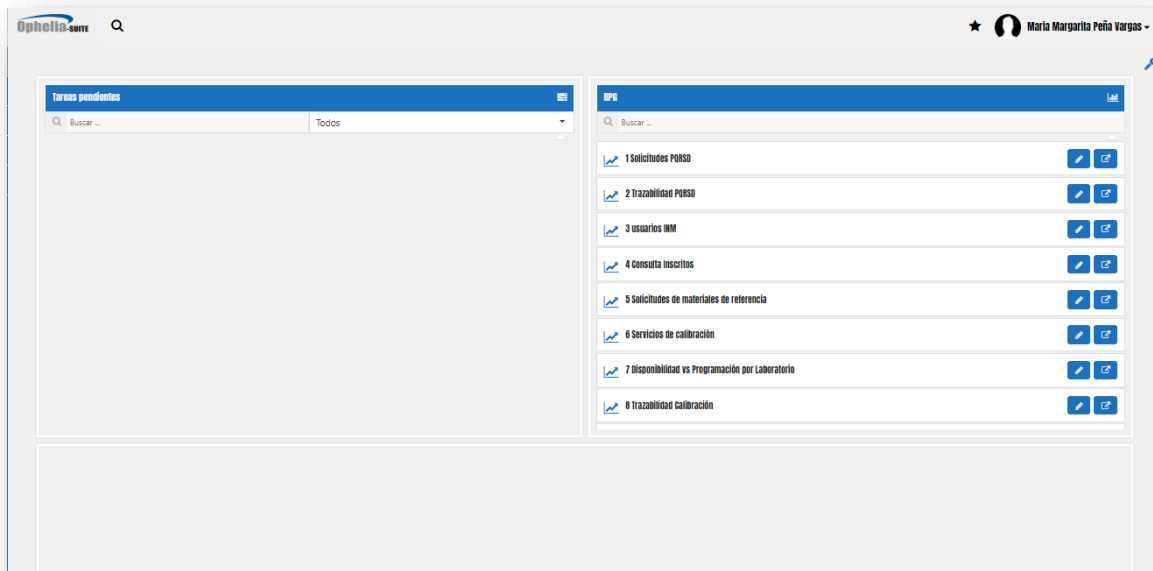 Ophelia-SUITE
Maria Margarita Peña Vargas
Tareas pendientes
Buscar ...
Todos
RPG
Buscar ...
1 Solicitudes PQRSD
2 Trazabilidad PQRSD
3 usuarios INM
4 Consulta Inscritos
5 Solicitudes de materiales de referencia
6 Servicios de calibración
7 Disponibilidad vs Programación por Laboratorio
8 Trazabilidad Calibración